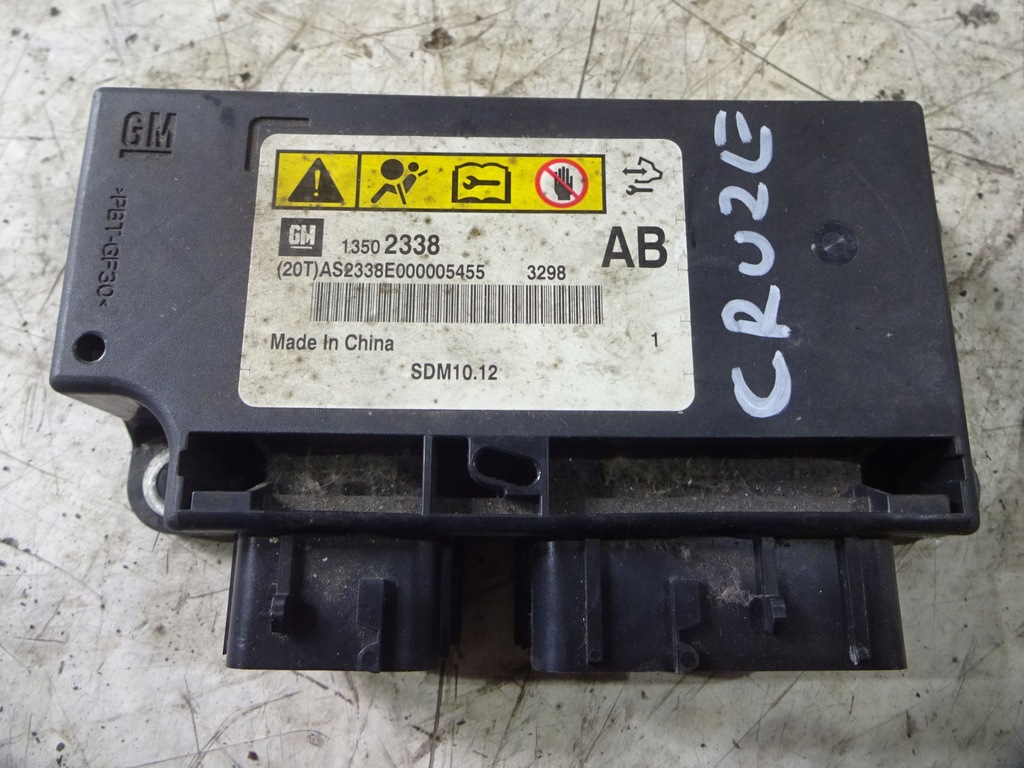 GM
>PBT-GF30<
GM 1350 2338 AB
(20T)AS2338E000005455 3298
Made In China 1
SDM10.12
CRUZE